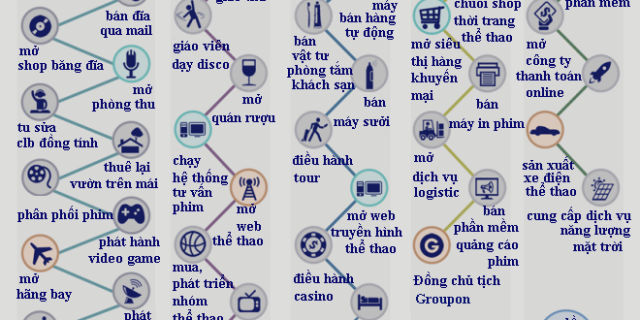 bán đĩa
qua mail
mở
shop băng đĩa
mở
phòng thu
tu sửa
clb đồng tính
thuê lại
vườn trên mái
phân phối phim
phát hành
video game
mở
hãng bay
phát
giáo viên
dạy disco
mở
quán rượu
chạy
hệ thống
tư vấn
phim
mở
web
thể thao
mua,
phát triển
nhóm
thể thao
máy
bán hàng
tự động
bán
vật tư
phòng tắm
khách sạn
bán
máy sưởi
điều hành
tour
mở web
truyền hình
thể thao
điều hành
casino
chuỗi shop
thời trang
thể thao
mở siêu
thị hàng
khuyến
mại
bán
máy in phim
mở
dịch vụ
logistic
bán
phần mềm
quảng cáo
phim
G
Đồng chủ tịch
Groupon
phần mềm
mở
công ty
thanh toán
online
sản xuất
xe điện
thể thao
cung cấp dịch vụ
năng lượng
mặt trời